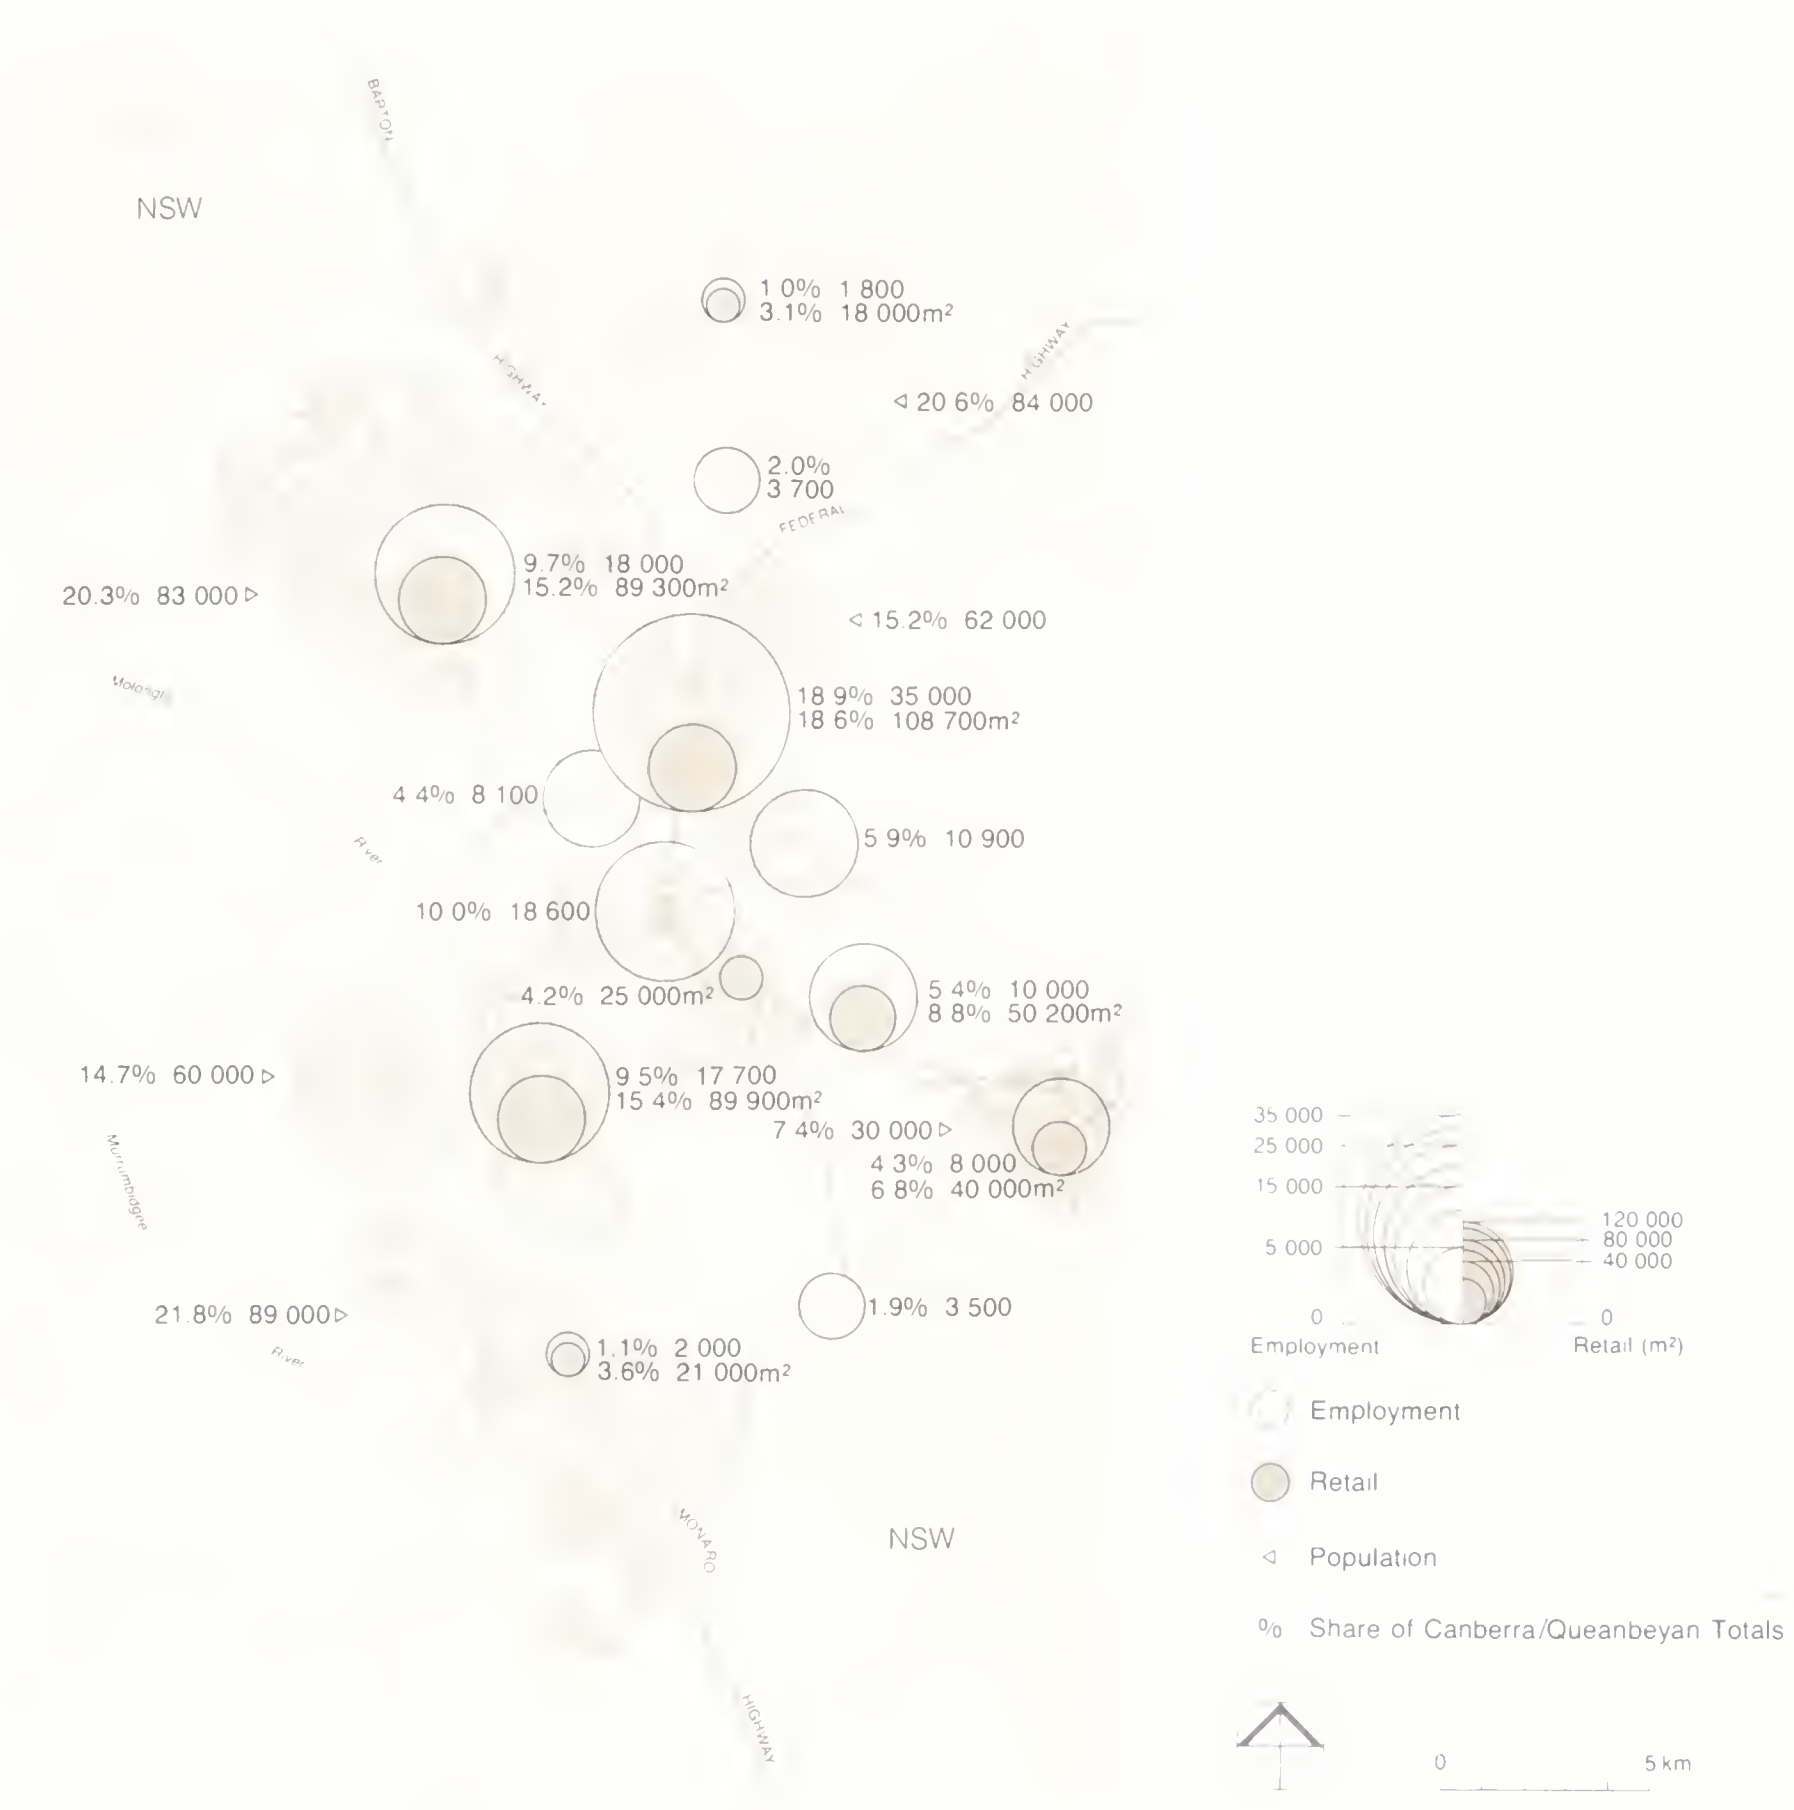 BARTON
NSW
1 0% 1 800
3.1% 18 000m²
HIGHWAY
◁ 20 6% 84 000
2.0%
3 700
FEDERAL
9.7% 18 000
15.2% 89 300m²
20.3% 83 000 ▷
◁ 15.2% 62 000
18 9% 35 000
18 6% 108 700m²
4 4% 8 100
5 9% 10 900
River
10 0% 18 600
4.2% 25 000m²
5 4% 10 000
8 8% 50 200m²
14.7% 60 000 ▷
9 5% 17 700
15 4% 89 900m²
7 4% 30 000 ▷
4 3% 8 000
6 8% 40 000m²
Murrumbidgee
21.8% 89 000 ▷
River
1.9% 3 500
1.1% 2 000
3.6% 21 000m²
MONARO
NSW
HIGHWAY
35 000
25 000
15 000
5 000
0
120 000
80 000
40 000
0
Employment
Retail (m²)
Employment
Retail
◁ Population
% Share of Canberra/Queanbeyan Totals
0 5 km